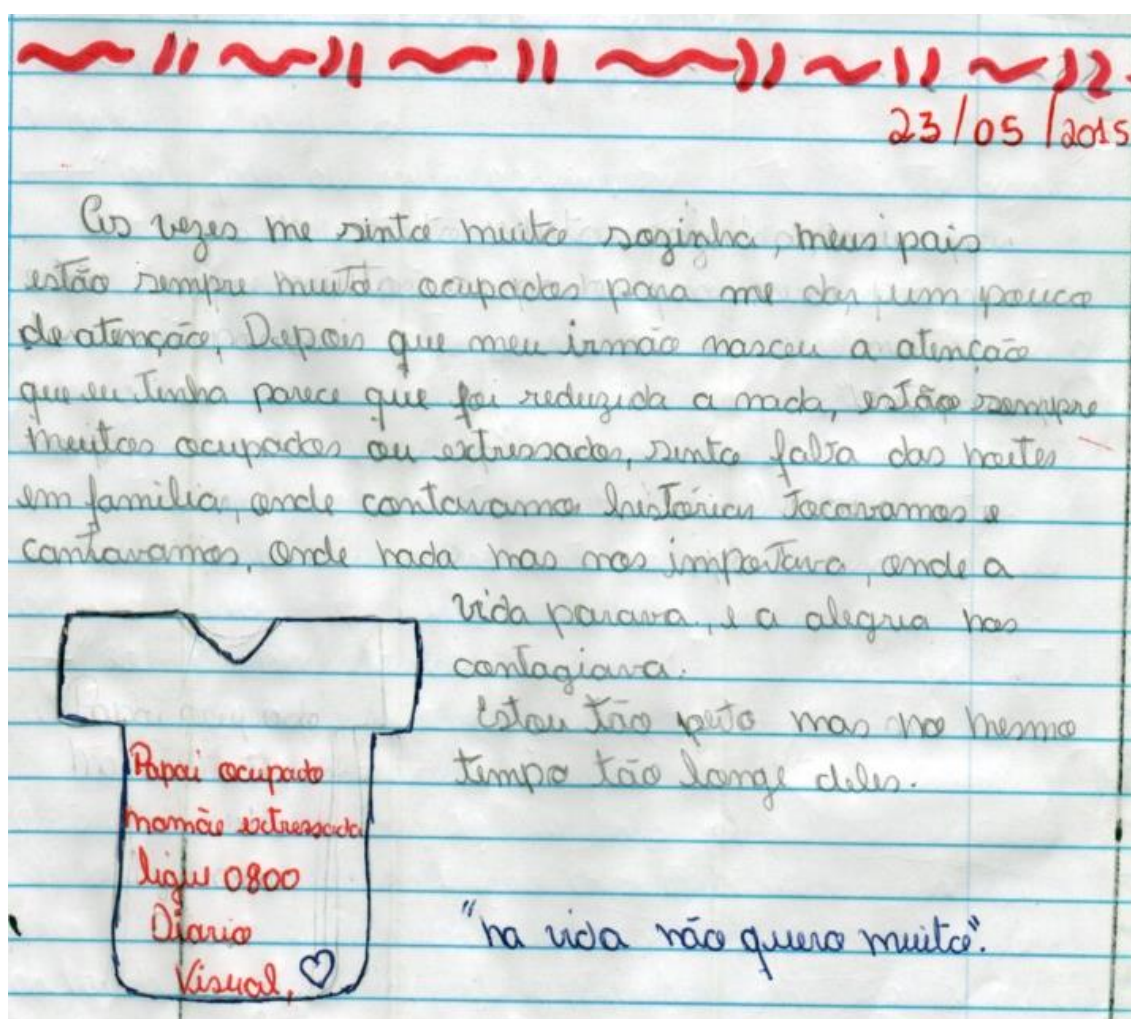 23/05/2015
As vezes me sinto muito sozinha, meus pais
estão sempre muito ocupados para me dar um pouco
de atenção, Depois que meu irmão nasceu a atenção
que eu tinha parece que foi reduzida a nada, estão sempre
muitos ocupados ou extressados, sinto falta das noites
em família, onde contavamos histórias tocavamos e
cantavamos, onde nada mas nos importava, onde a
vida parava, e a alegria nos
contagiava.
Estou tão perto mas no mesmo
tempo tão longe deles.
Papai ocupado
mamãe extressada
ligue 0800
Diario
Visual,
"na vida não quero muito".